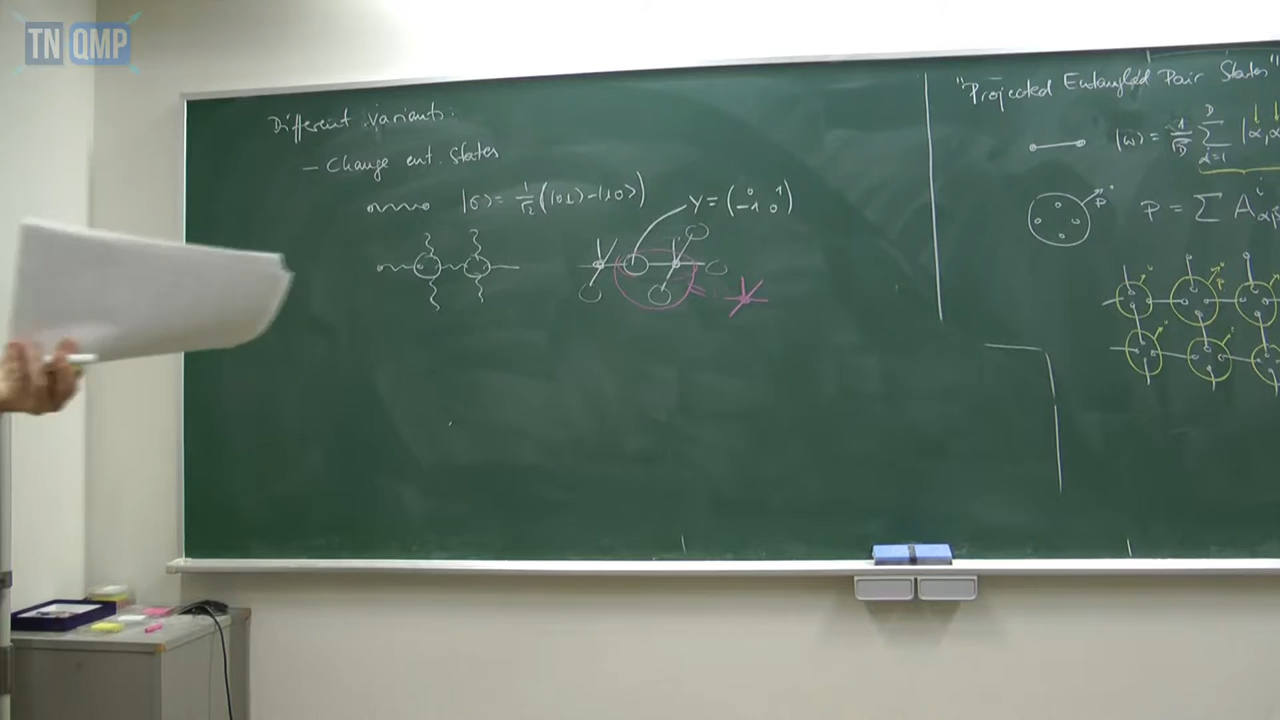 TN QMP
Different variants:
– Change ent. states
|σ⟩ = 1/√2 (|01⟩ – |10⟩)
Y = ( 0 1
-1 0 )
"Projected Entangled Pair States"
|ω⟩ = 1/√D ∑ D α=1 |α,α
P
P = ∑ A i αβ